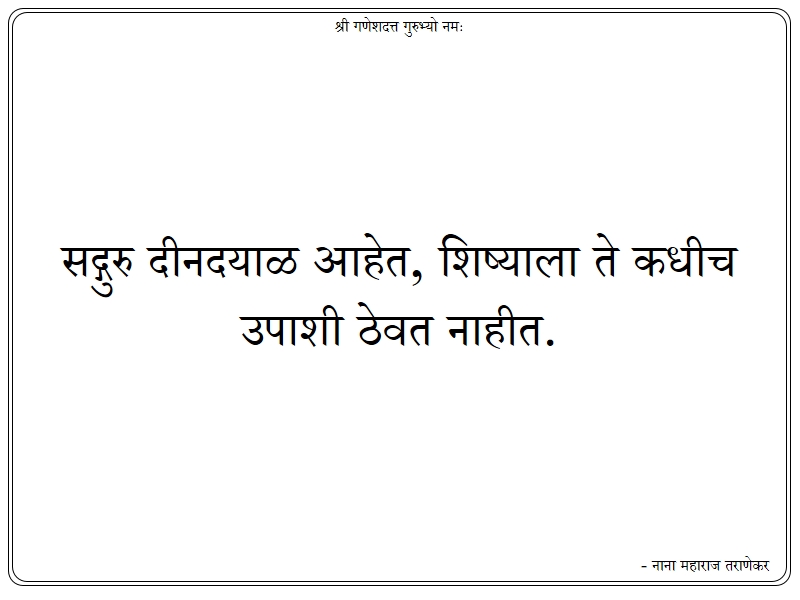 श्री गणेशदत्त गुरुभ्यो नमः
सद्गुरु दीनदयाळ आहेत, शिष्याला ते कधीच
उपाशी ठेवत नाहीत.
- नाना महाराज तराणेकर